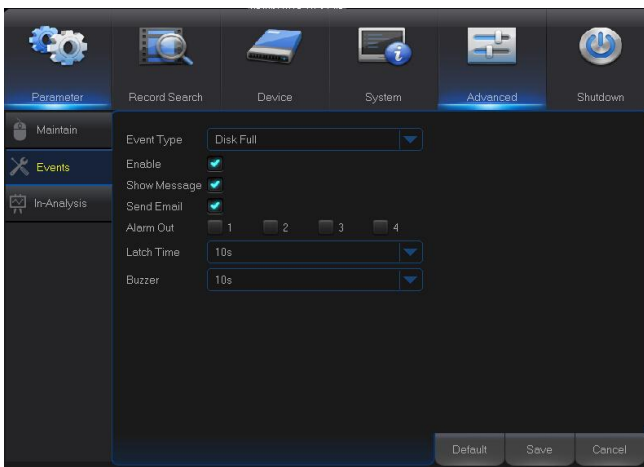 Parameter Record Search Device System Advanced Shutdown
Maintain
Events
In-Analysis
Event Type Disk Full
Enable
Show Message
Send Email
Alarm Out 1 2 3 4
Latch Time 10s
Buzzer 10s
Default Save Cancel